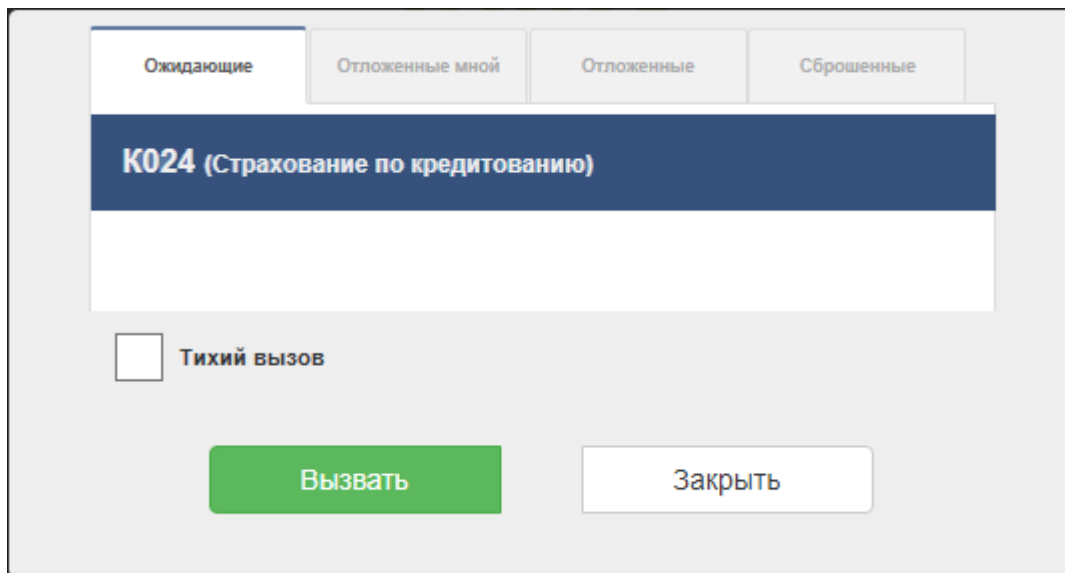 Ожидающие Отложенные мной Отложенные Сброшенные
К024 (Страхование по кредитованию)
Тихий вызов
Вызвать Закрыть